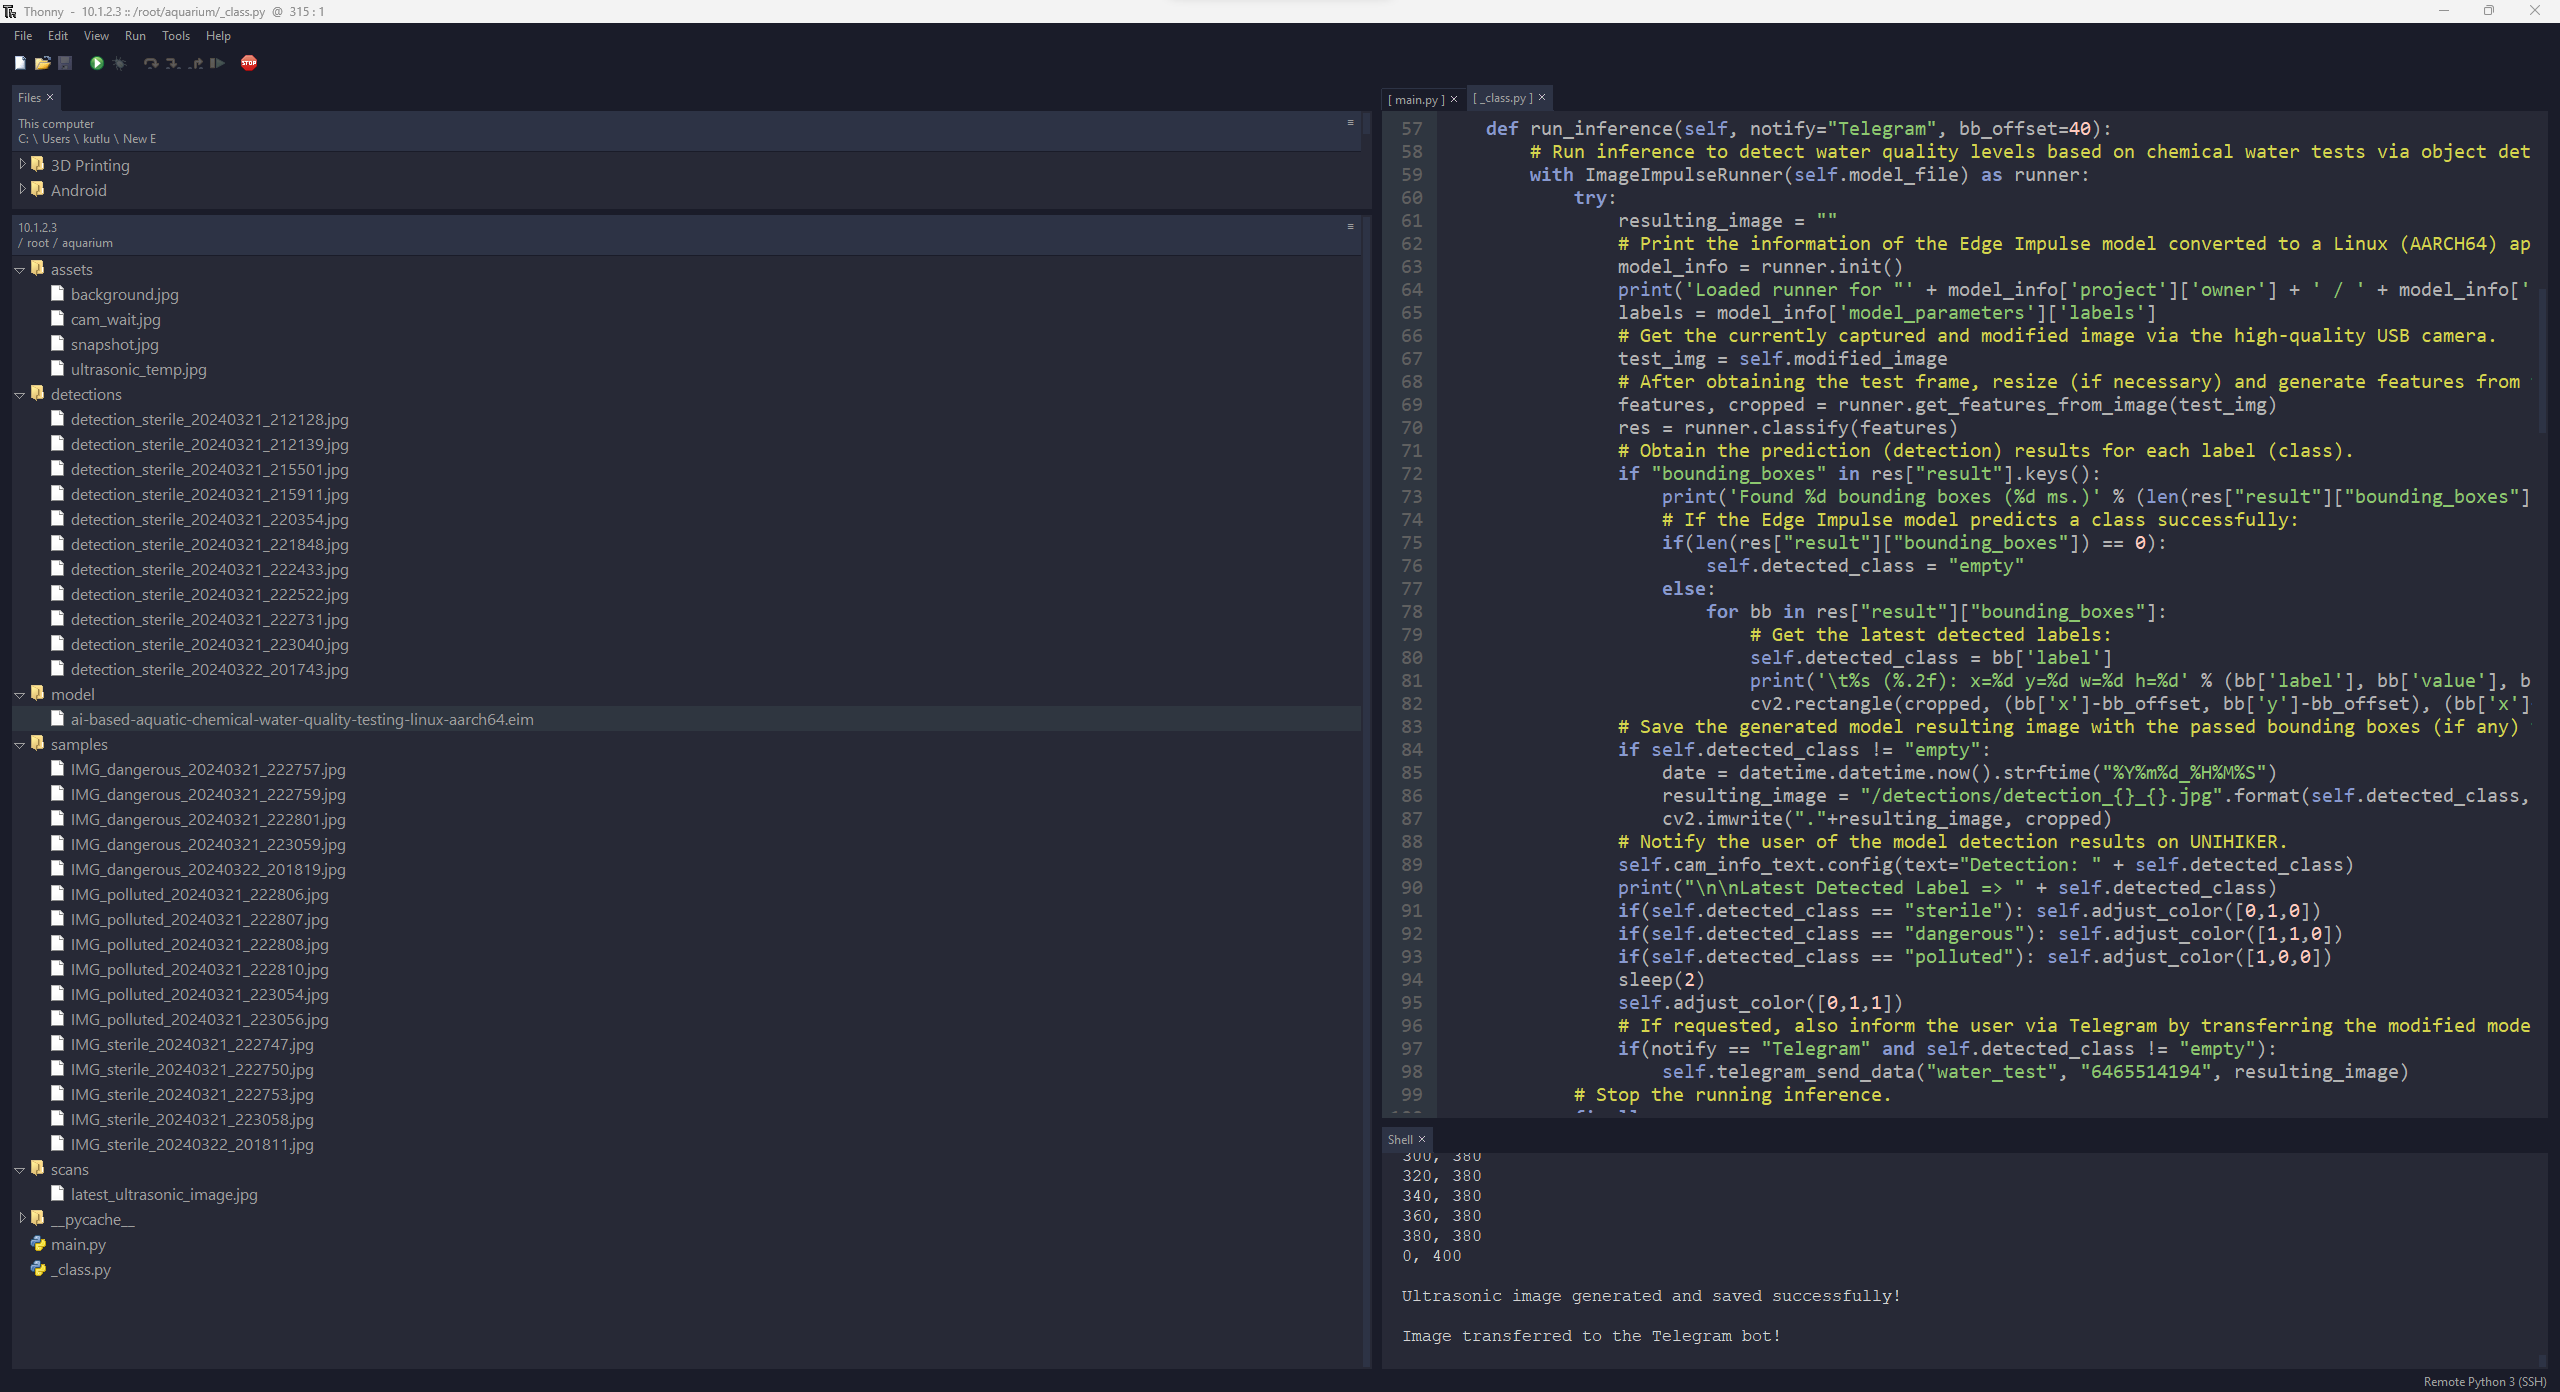 Thonny - 10.1.2.3 :: /root/aquarium/_class.py @ 315 : 1
File Edit View Run Tools Help
STOP
Files ×
This computer
C: \ Users \ kutlu \ New E
3D Printing
Android
10.1.2.3
/ root / aquarium
assets
background.jpg
cam_wait.jpg
snapshot.jpg
ultrasonic_temp.jpg
detections
detection_sterile_20240321_212128.jpg
detection_sterile_20240321_212139.jpg
detection_sterile_20240321_215501.jpg
detection_sterile_20240321_215911.jpg
detection_sterile_20240321_220354.jpg
detection_sterile_20240321_221848.jpg
detection_sterile_20240321_222433.jpg
detection_sterile_20240321_222522.jpg
detection_sterile_20240321_222731.jpg
detection_sterile_20240321_223040.jpg
detection_sterile_20240322_201743.jpg
model
ai-based-aquatic-chemical-water-quality-testing-linux-aarch64.eim
samples
IMG_dangerous_20240321_222757.jpg
IMG_dangerous_20240321_222759.jpg
IMG_dangerous_20240321_222801.jpg
IMG_dangerous_20240321_223059.jpg
IMG_dangerous_20240322_201819.jpg
IMG_polluted_20240321_222806.jpg
IMG_polluted_20240321_222807.jpg
IMG_polluted_20240321_222808.jpg
IMG_polluted_20240321_222810.jpg
IMG_polluted_20240321_223054.jpg
IMG_polluted_20240321_223056.jpg
IMG_sterile_20240321_222747.jpg
IMG_sterile_20240321_222750.jpg
IMG_sterile_20240321_222753.jpg
IMG_sterile_20240321_223058.jpg
IMG_sterile_20240322_201811.jpg
scans
latest_ultrasonic_image.jpg
__pycache__
main.py
_class.py
[ main.py ] × [ _class.py ] ×
57 def run_inference(self, notify="Telegram", bb_offset=40):
58 # Run inference to detect water quality levels based on chemical water tests via object det
59 with ImageImpulseRunner(self.model_file) as runner:
60 try:
61 resulting_image = ""
62 # Print the information of the Edge Impulse model converted to a Linux (AARCH64) ap
63 model_info = runner.init()
64 print('Loaded runner for "' + model_info['project']['owner'] + ' / ' + model_info['
65 labels = model_info['model_parameters']['labels']
66 # Get the currently captured and modified image via the high-quality USB camera.
67 test_img = self.modified_image
68 # After obtaining the test frame, resize (if necessary) and generate features from
69 features, cropped = runner.get_features_from_image(test_img)
70 res = runner.classify(features)
71 # Obtain the prediction (detection) results for each label (class).
72 if "bounding_boxes" in res["result"].keys():
73 print('Found %d bounding boxes (%d ms.)' % (len(res["result"]["bounding_boxes"]
74 # If the Edge Impulse model predicts a class successfully:
75 if(len(res["result"]["bounding_boxes"]) == 0):
76 self.detected_class = "empty"
77 else:
78 for bb in res["result"]["bounding_boxes"]:
79 # Get the latest detected labels:
80 self.detected_class = bb['label']
81 print('\t%s (%.2f): x=%d y=%d w=%d h=%d' % (bb['label'], bb['value'], b
82 cv2.rectangle(cropped, (bb['x']-bb_offset, bb['y']-bb_offset), (bb['x']
83 # Save the generated model resulting image with the passed bounding boxes (if any)
84 if self.detected_class != "empty":
85 date = datetime.datetime.now().strftime("%Y%m%d_%H%M%S")
86 resulting_image = "/detections/detection_{}_{}.jpg".format(self.detected_class,
87 cv2.imwrite("."+resulting_image, cropped)
88 # Notify the user of the model detection results on UNIHIKER.
89 self.cam_info_text.config(text="Detection: " + self.detected_class)
90 print("\n\nLatest Detected Label => " + self.detected_class)
91 if(self.detected_class == "sterile"): self.adjust_color([0,1,0])
92 if(self.detected_class == "dangerous"): self.adjust_color([1,1,0])
93 if(self.detected_class == "polluted"): self.adjust_color([1,0,0])
94 sleep(2)
95 self.adjust_color([0,1,1])
96 # If requested, also inform the user via Telegram by transferring the modified mode
97 if(notify == "Telegram" and self.detected_class != "empty"):
98 self.telegram_send_data("water_test", "6465514194", resulting_image)
99 # Stop the running inference.
Shell ×
300, 380
320, 380
340, 380
360, 380
380, 380
0, 400
Ultrasonic image generated and saved successfully!
Image transferred to the Telegram bot!
Remote Python 3 (SSH)